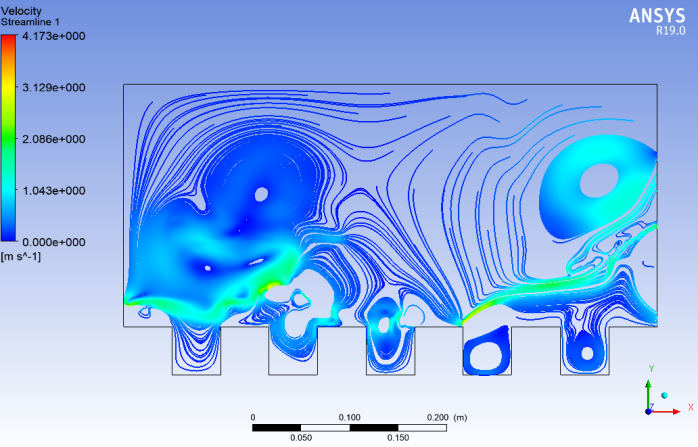 Velocity
Streamline 1
4.173e+000
3.129e+000
2.086e+000
1.043e+000
0.000e+000
[m s^-1]
ANSYS
R19.0
0 0.100 0.200 (m)
0.050 0.150
Y
Z X